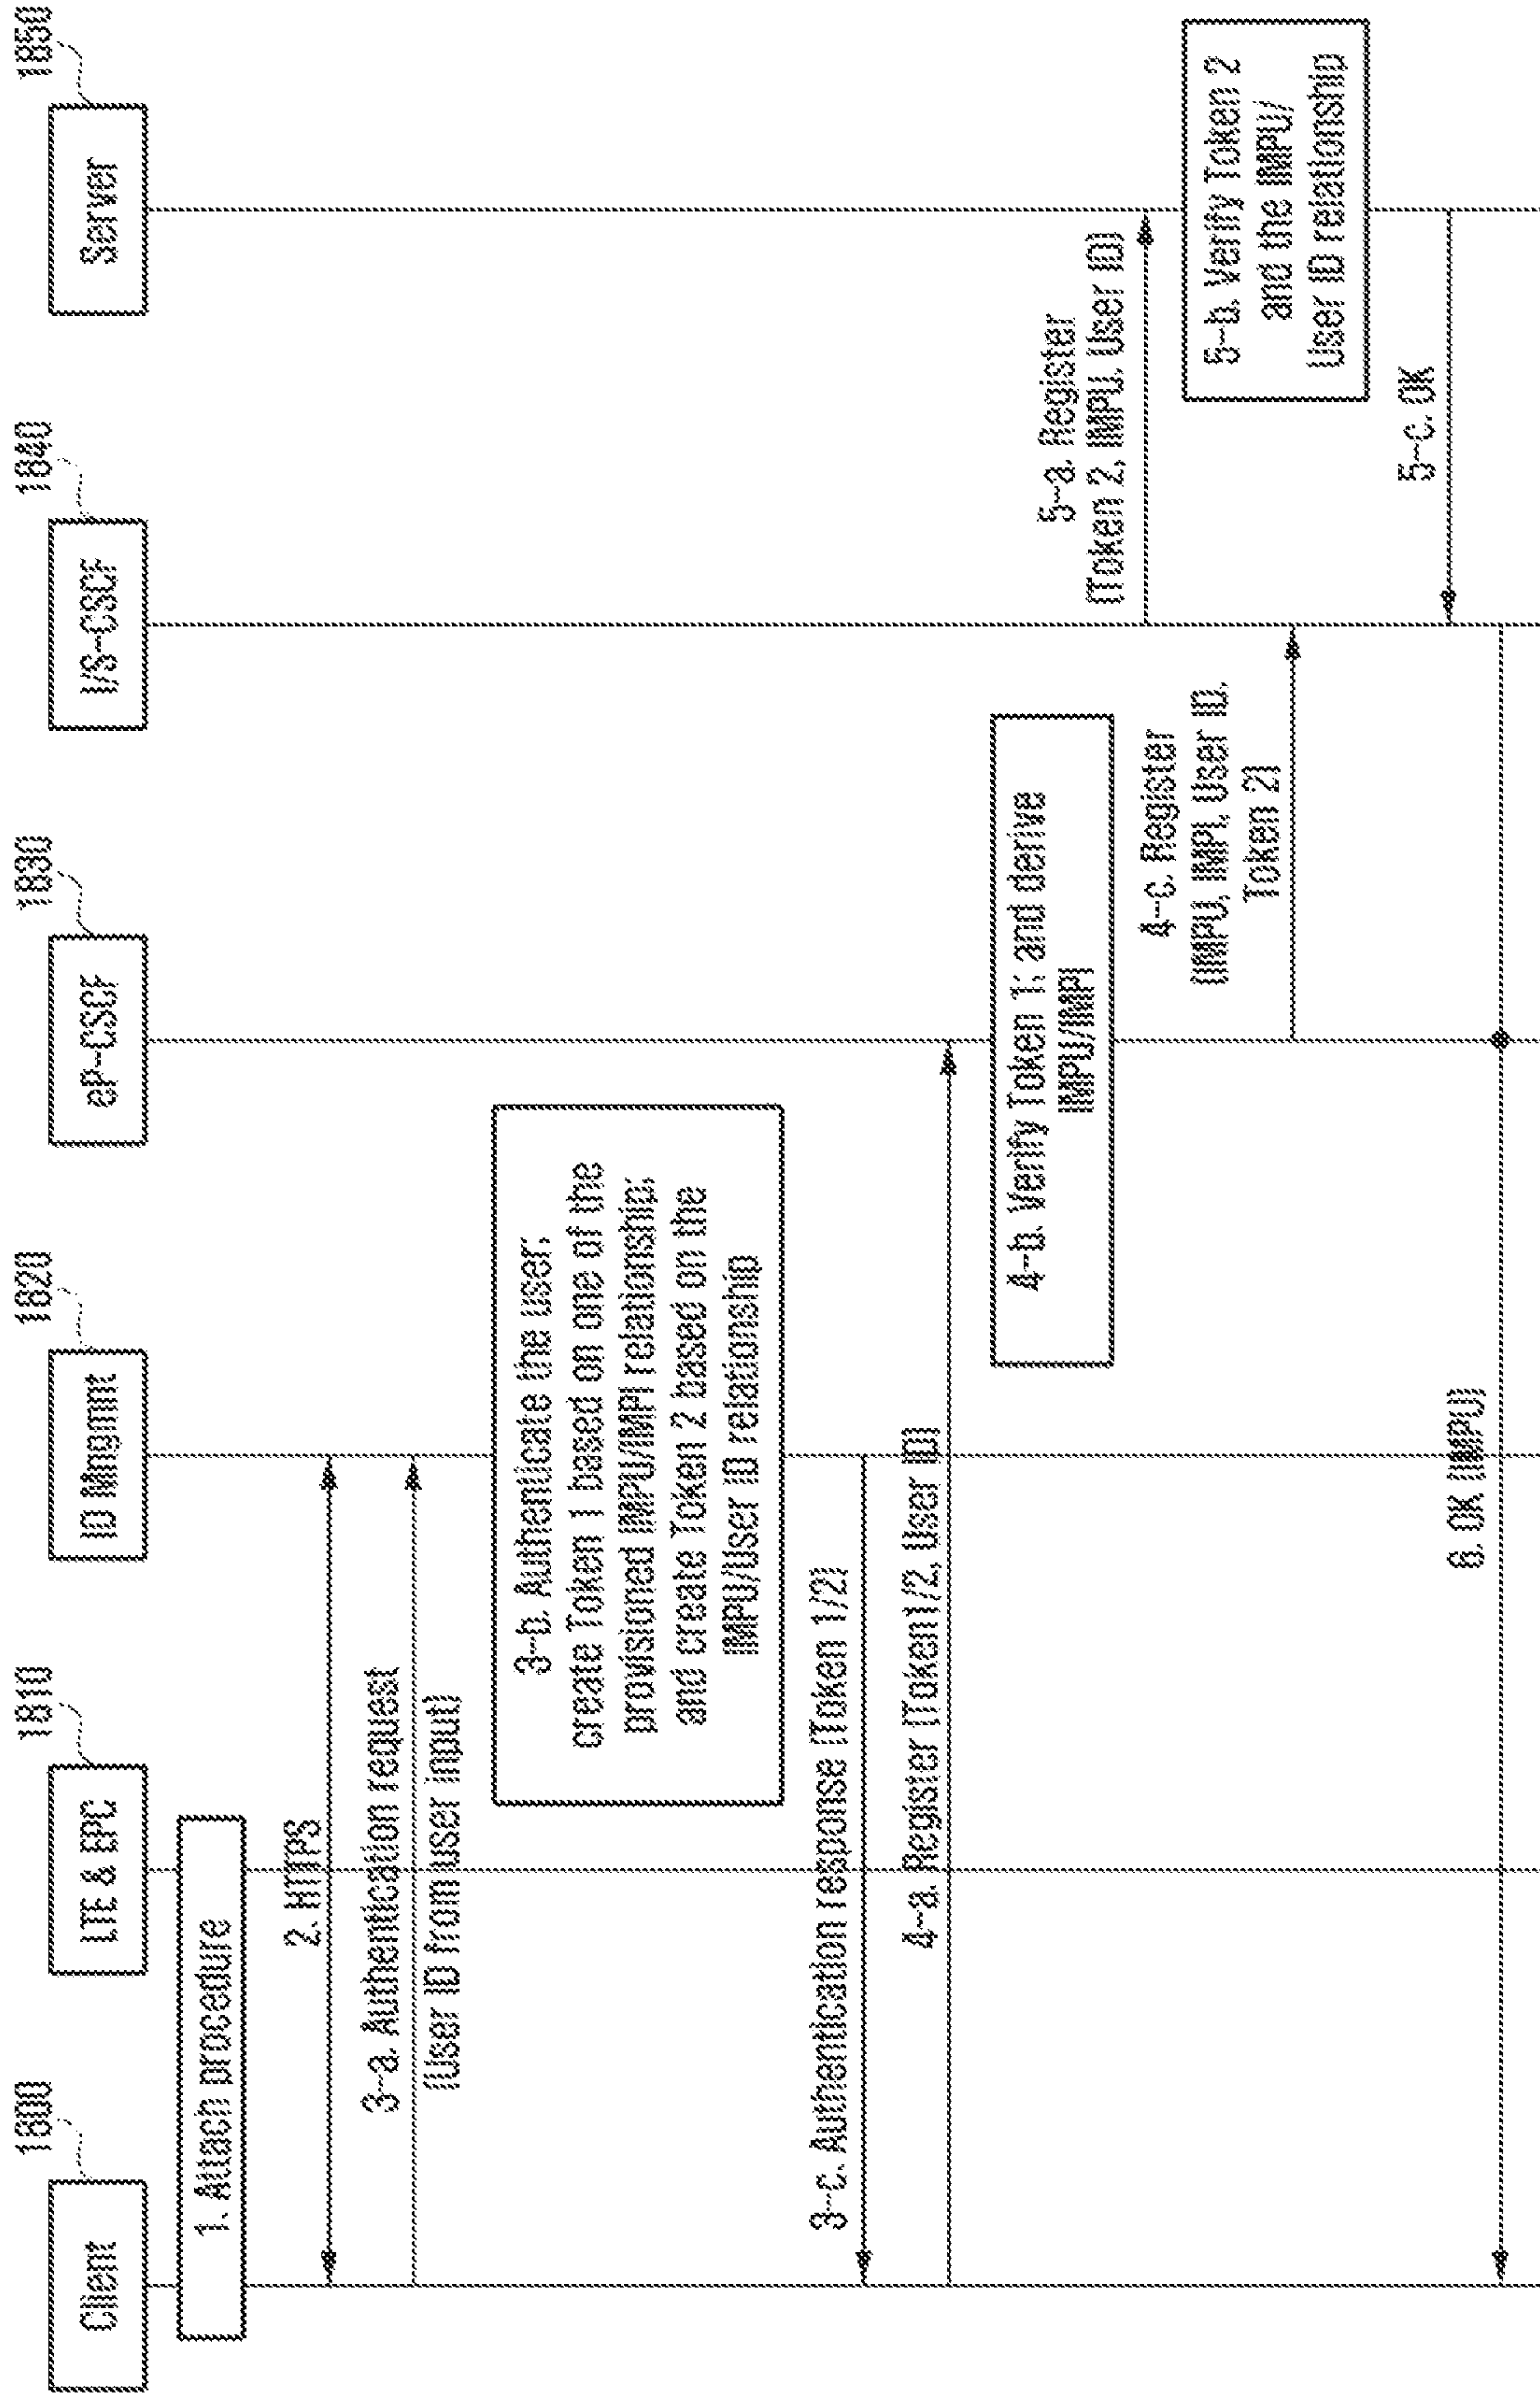 1800
1810
1820
1830
1840
1850
Client
LTE & EPC
ID Mngmnt
eP-CSCF
I/S-CSCF
Server
1. Attach procedure
2. HTTPS
3-a. Authentication request
(User ID from user input)
3-b. Authenticate the user;
create Token 1 based on one of the
provisioned IMPU/IMPI relationship;
and create Token 2 based on the
IMPU/User ID relationship
3-c. Authentication response (Token 1/2)
4-a. Register (Token1/2, User ID)
4-b. Verify Token 1; and derive
IMPU/IMPI
4-c. Register
(IMPU, IMPI, User ID,
Token 2)
5-a. Register
(Token 2, IMPU, User ID)
5-b. Verify Token 2
and the IMPU/
User ID relationship
5-c. OK
6. OK (IMPU)